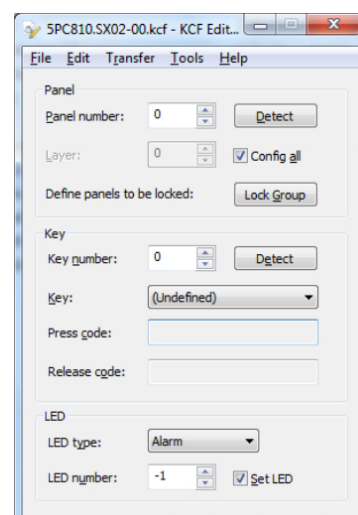 5PC810.SX02-00.kcf - KCF Edit...
File Edit Transfer Tools Help
Panel
Panel number: 0 Detect
Layer: 0 Config all
Define panels to be locked: Lock Group
Key
Key number: 0 Detect
Key: (Undefined)
Press code:
Release code:
LED
LED type: Alarm
LED number: -1 Set LED